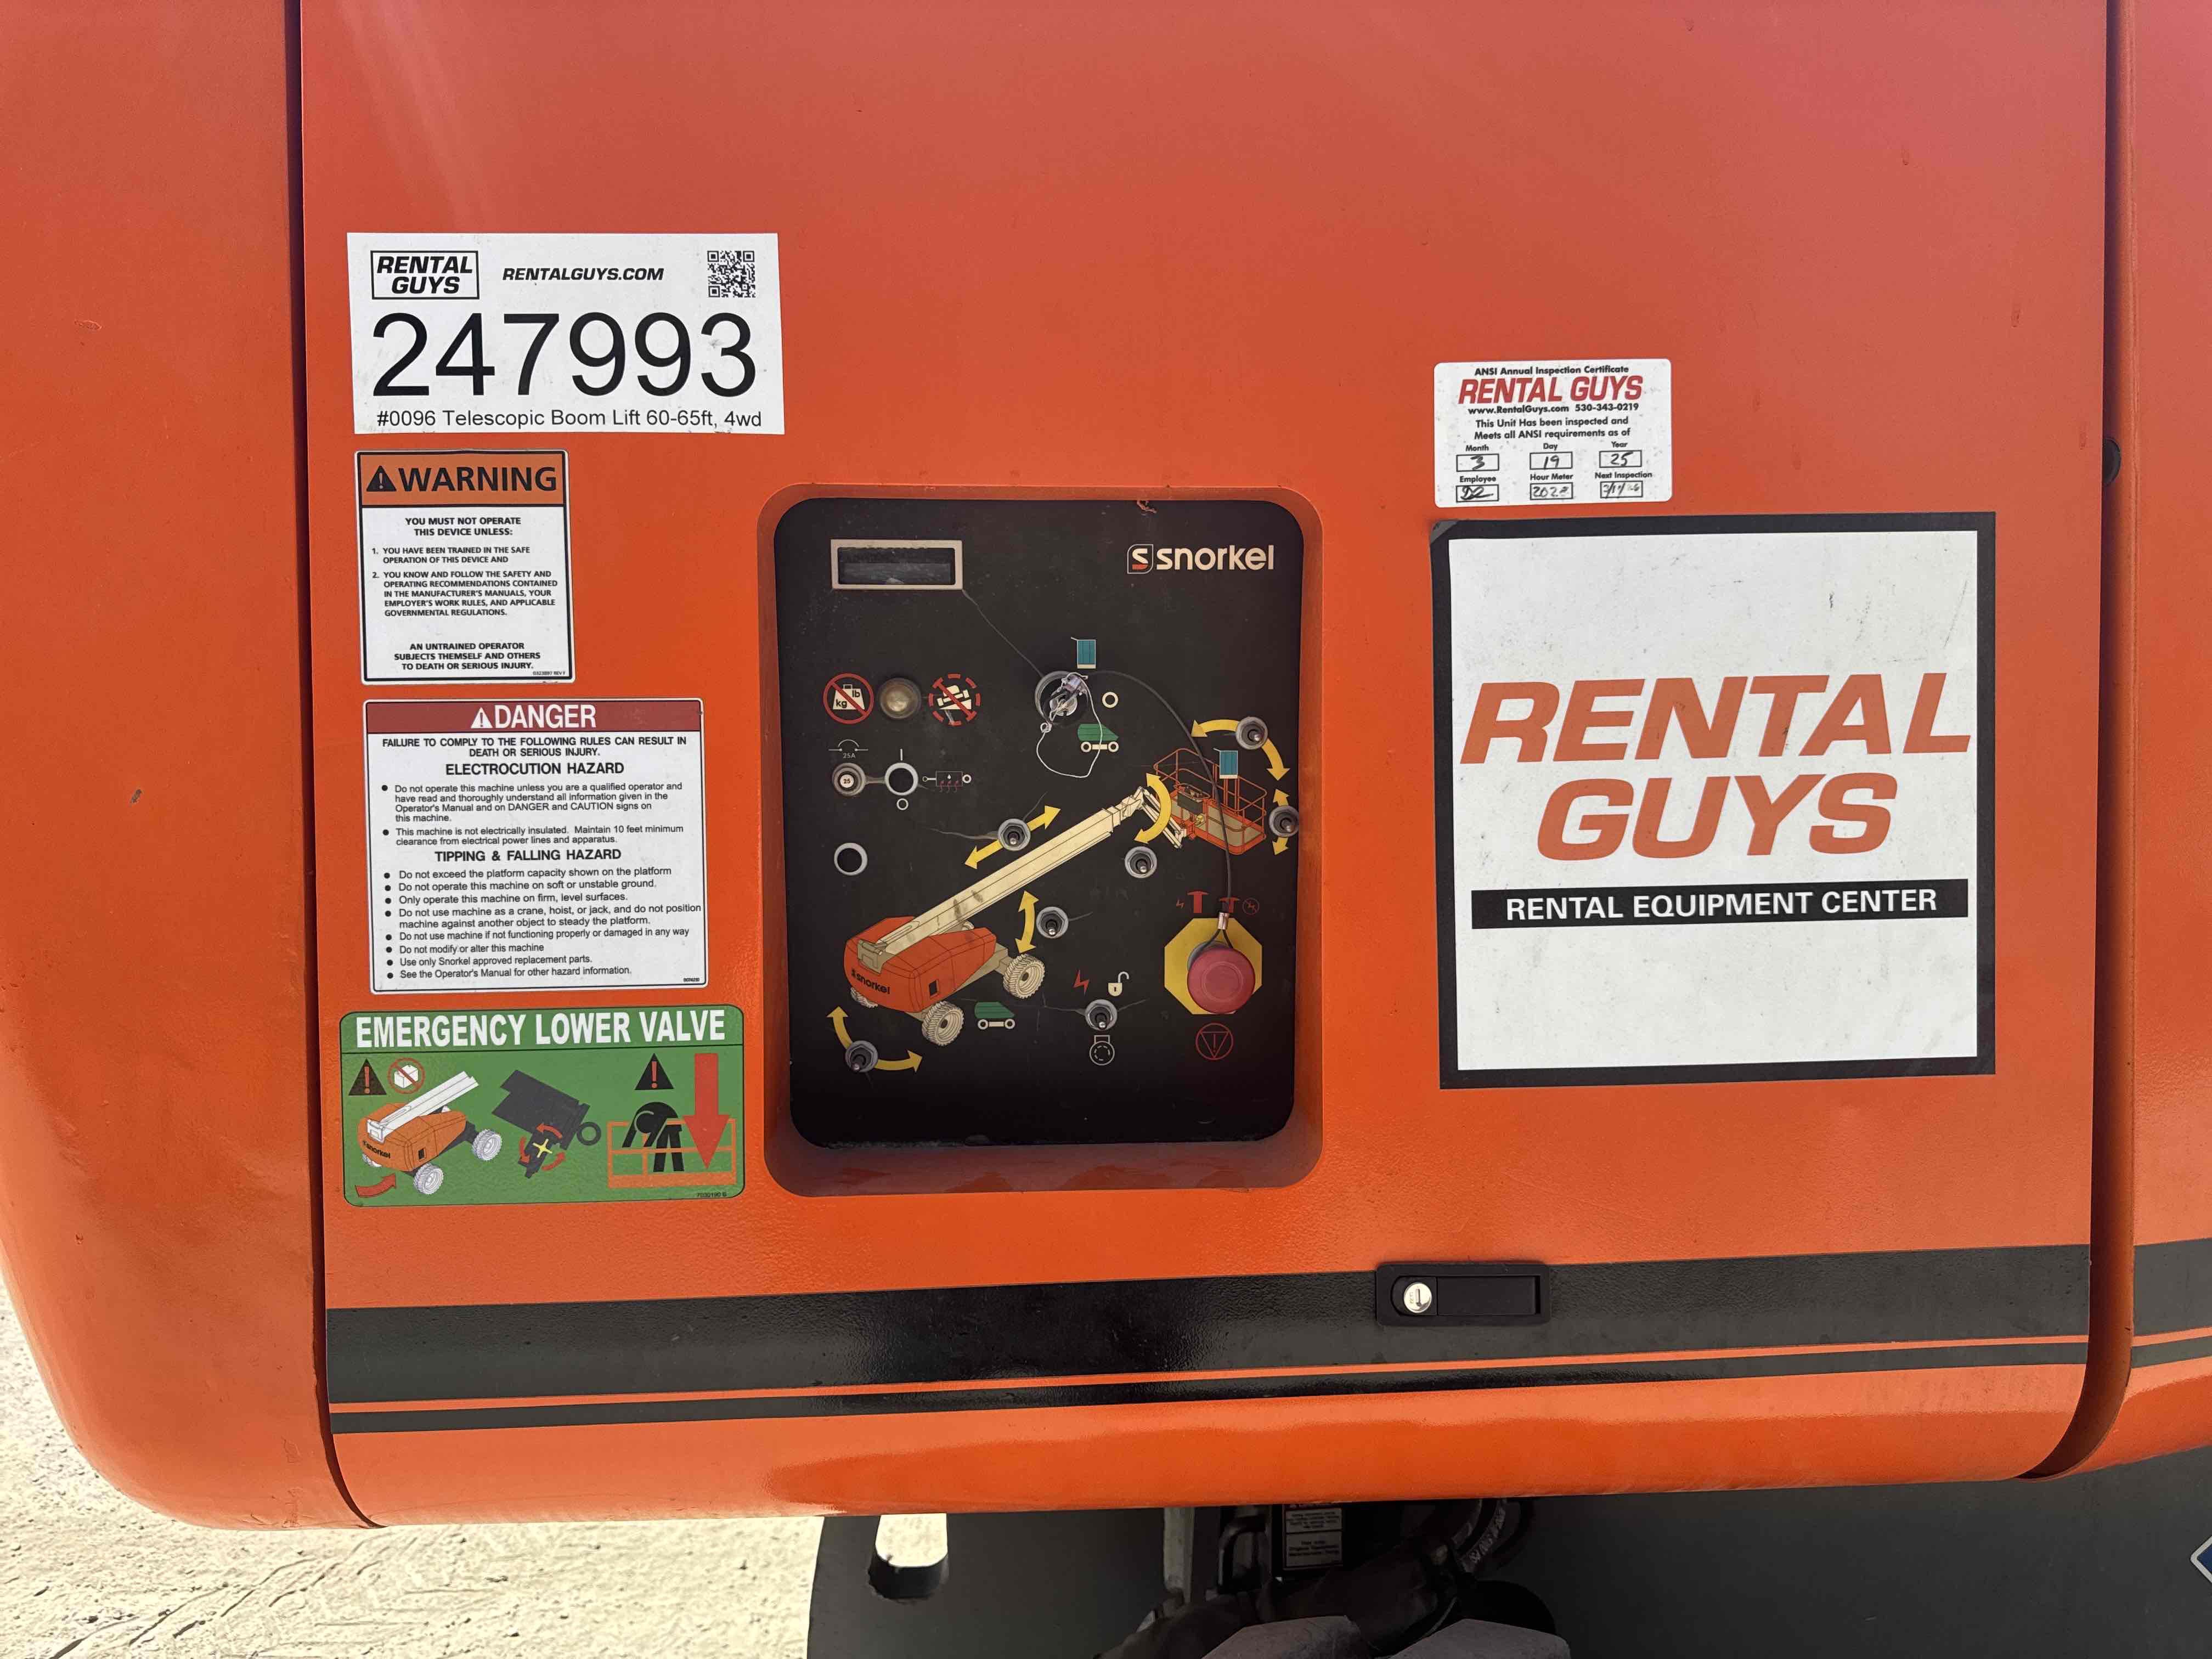 RENTAL
GUYS
RENTALGUYS.COM
247993
#0096 Telescopic Boom Lift 60-65ft, 4wd
WARNING
YOU MUST NOT OPERATE
THIS DEVICE UNLESS:
1. YOU HAVE BEEN TRAINED IN THE SAFE
OPERATION OF THIS DEVICE AND
2. YOU KNOW AND FOLLOW THE SAFETY AND
OPERATING RECOMMENDATIONS CONTAINED
IN THE MANUFACTURER'S MANUALS, YOUR
EMPLOYER'S WORK RULES, AND APPLICABLE
GOVERNMENTAL REGULATIONS.
AN UNTRAINED OPERATOR
SUBJECTS THEMSELF AND OTHERS
TO DEATH OR SERIOUS INJURY.
DANGER
FAILURE TO COMPLY TO THE FOLLOWING RULES CAN RESULT IN
DEATH OR SERIOUS INJURY.
ELECTROCUTION HAZARD
• Do not operate this machine unless you are a qualified operator and
have read and thoroughly understand all information given in the
Operator's Manual and on DANGER and CAUTION signs on
this machine.
• This machine is not electrically insulated. Maintain 10 feet minimum
clearance from electrical power lines and apparatus.
TIPPING & FALLING HAZARD
• Do not exceed the platform capacity shown on the platform
• Do not operate this machine on soft or unstable ground.
• Only operate this machine on firm, level surfaces.
• Do not use machine as a crane, hoist, or jack, and do not position
machine against another object to steady the platform.
• Do not use machine if not functioning properly or damaged in any way
• Do not modify or alter this machine
• Use only Snorkel approved replacement parts.
• See the Operator's Manual for other hazard information.
EMERGENCY LOWER VALVE
snorkel
snorkel
lb
kg
25A
25
I
O
O
snorkel
ANSI Annual Inspection Certificate
RENTAL GUYS
www.RentalGuys.com 530-343-0219
This Unit Has been inspected and
Meets all ANSI requirements as of
Month Day Year
3 19 25
Employee Hour Meter Next Inspection
RENTAL
GUYS
RENTAL EQUIPMENT CENTER